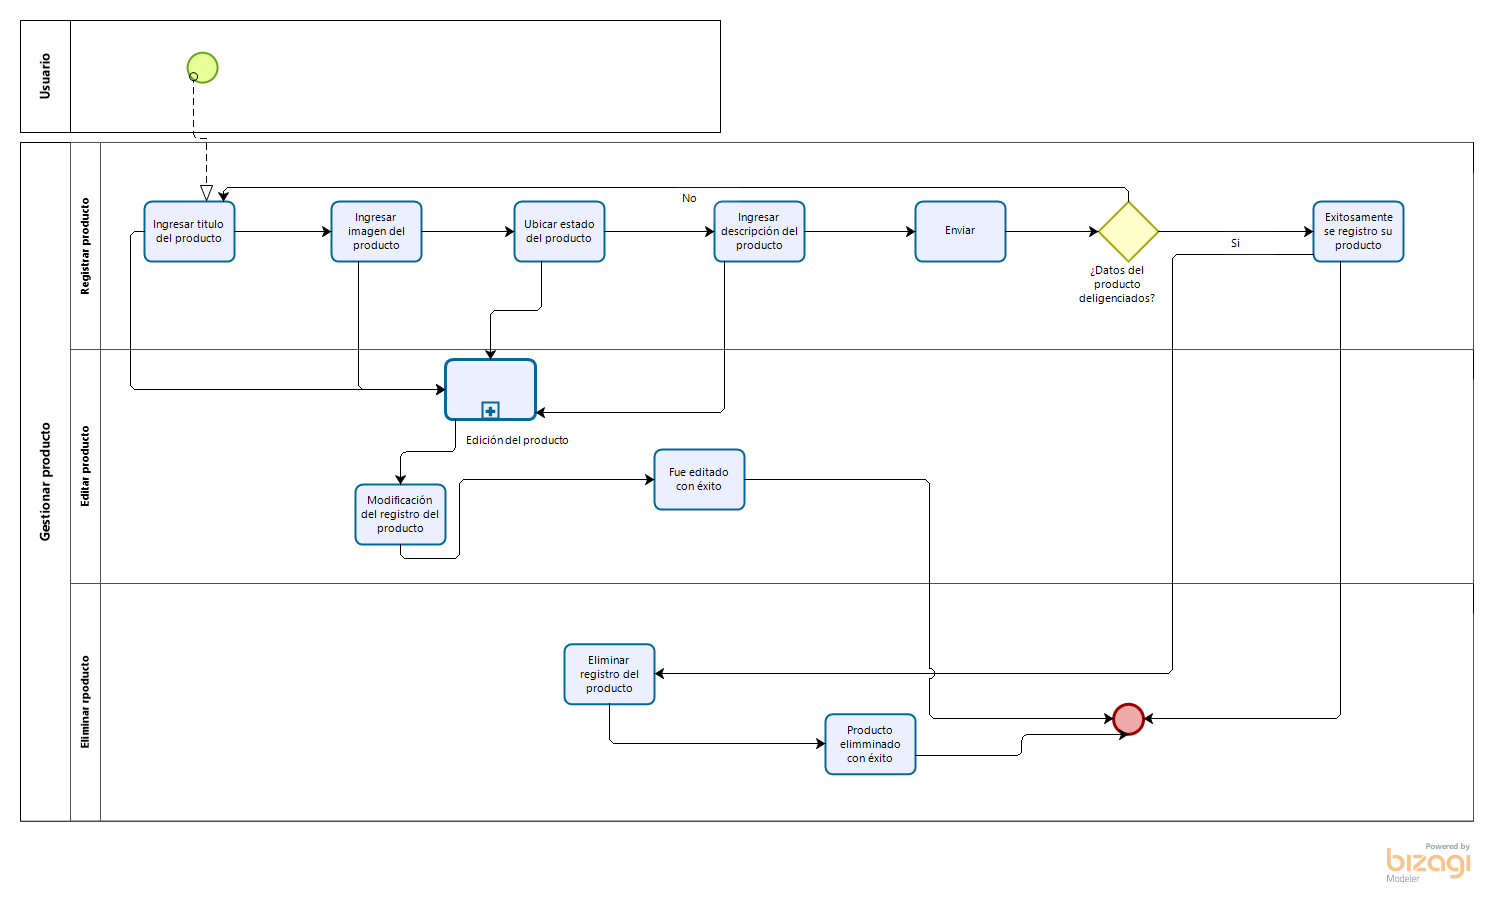 Usuario
Gestionar producto
Registrar producto
Ingresar titulo
del producto
Ingresar
imagen del
producto
Ubicar estado
del producto
No
Ingresar
descripción del
producto
Enviar
¿Datos del
producto
deligenciados?
Si
Exitosamente
se registro su
producto
Editar producto
Edición del producto
Modificación
del registro del
producto
Fue editado
con éxito
Eliminar rpoducto
Eliminar
registro del
producto
Producto
elimminado
con éxito
Powered by
bizagi
Modeler